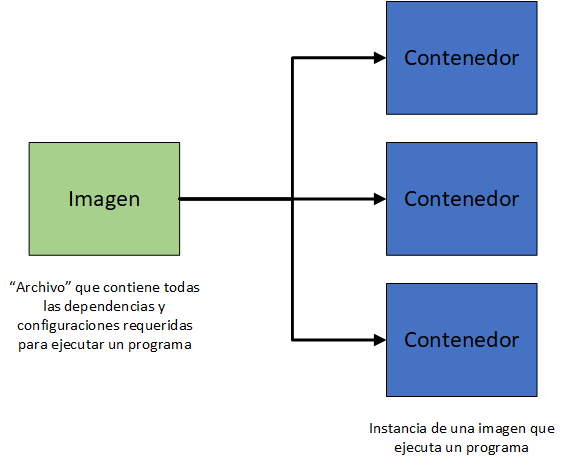 Contenedor
Imagen
Contenedor
“Archivo” que contiene todas
las dependencias y
configuraciones requeridas
para ejecutar un programa
Contenedor
Instancia de una imagen que
ejecuta un programa